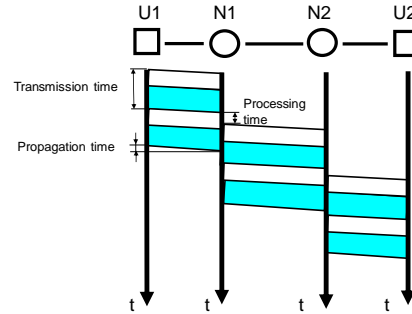 U1 N1 N2 U2
Transmission time
Processing
time
Propagation time
t t t t